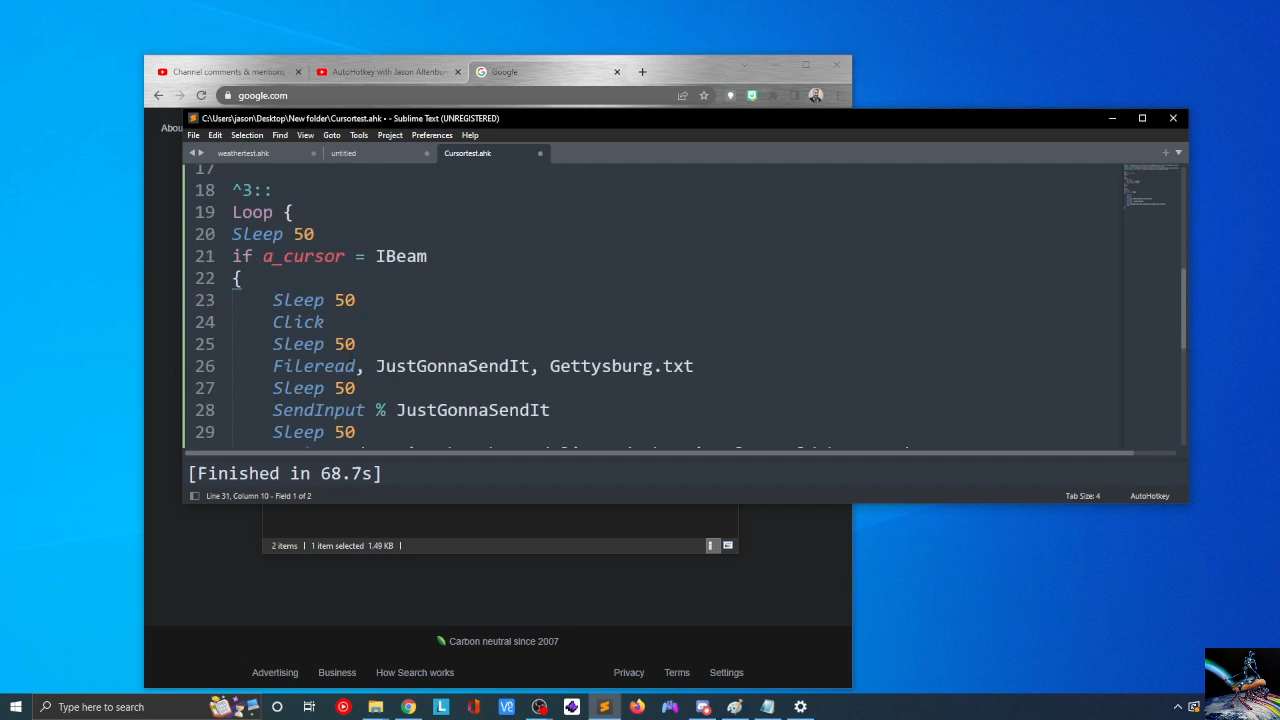 Channel comments & mentions
AutoHotkey with Jason Altenburg
Google
google.com
Abou
C:\Users\jason\Desktop\New folder\Cursortest.ahk • - Sublime Text (UNREGISTERED)
File Edit Selection Find View Goto Tools Project Preferences Help
weathertest.ahk
untitled
Cursortest.ahk
17
18 ^3::
19 Loop {
20 Sleep 50
21 if a_cursor = IBeam
22 {
23 Sleep 50
24 Click
25 Sleep 50
26 Fileread, JustGonnaSendIt, Gettysburg.txt
27 Sleep 50
28 SendInput % JustGonnaSendIt
29 Sleep 50
[Finished in 68.7s]
Line 31, Column 10 - Field 1 of 2
Tab Size: 4
AutoHotkey
2 items | 1 item selected 1.49 KB |
Carbon neutral since 2007
Advertising Business How Search works
Privacy Terms Settings
Type here to search